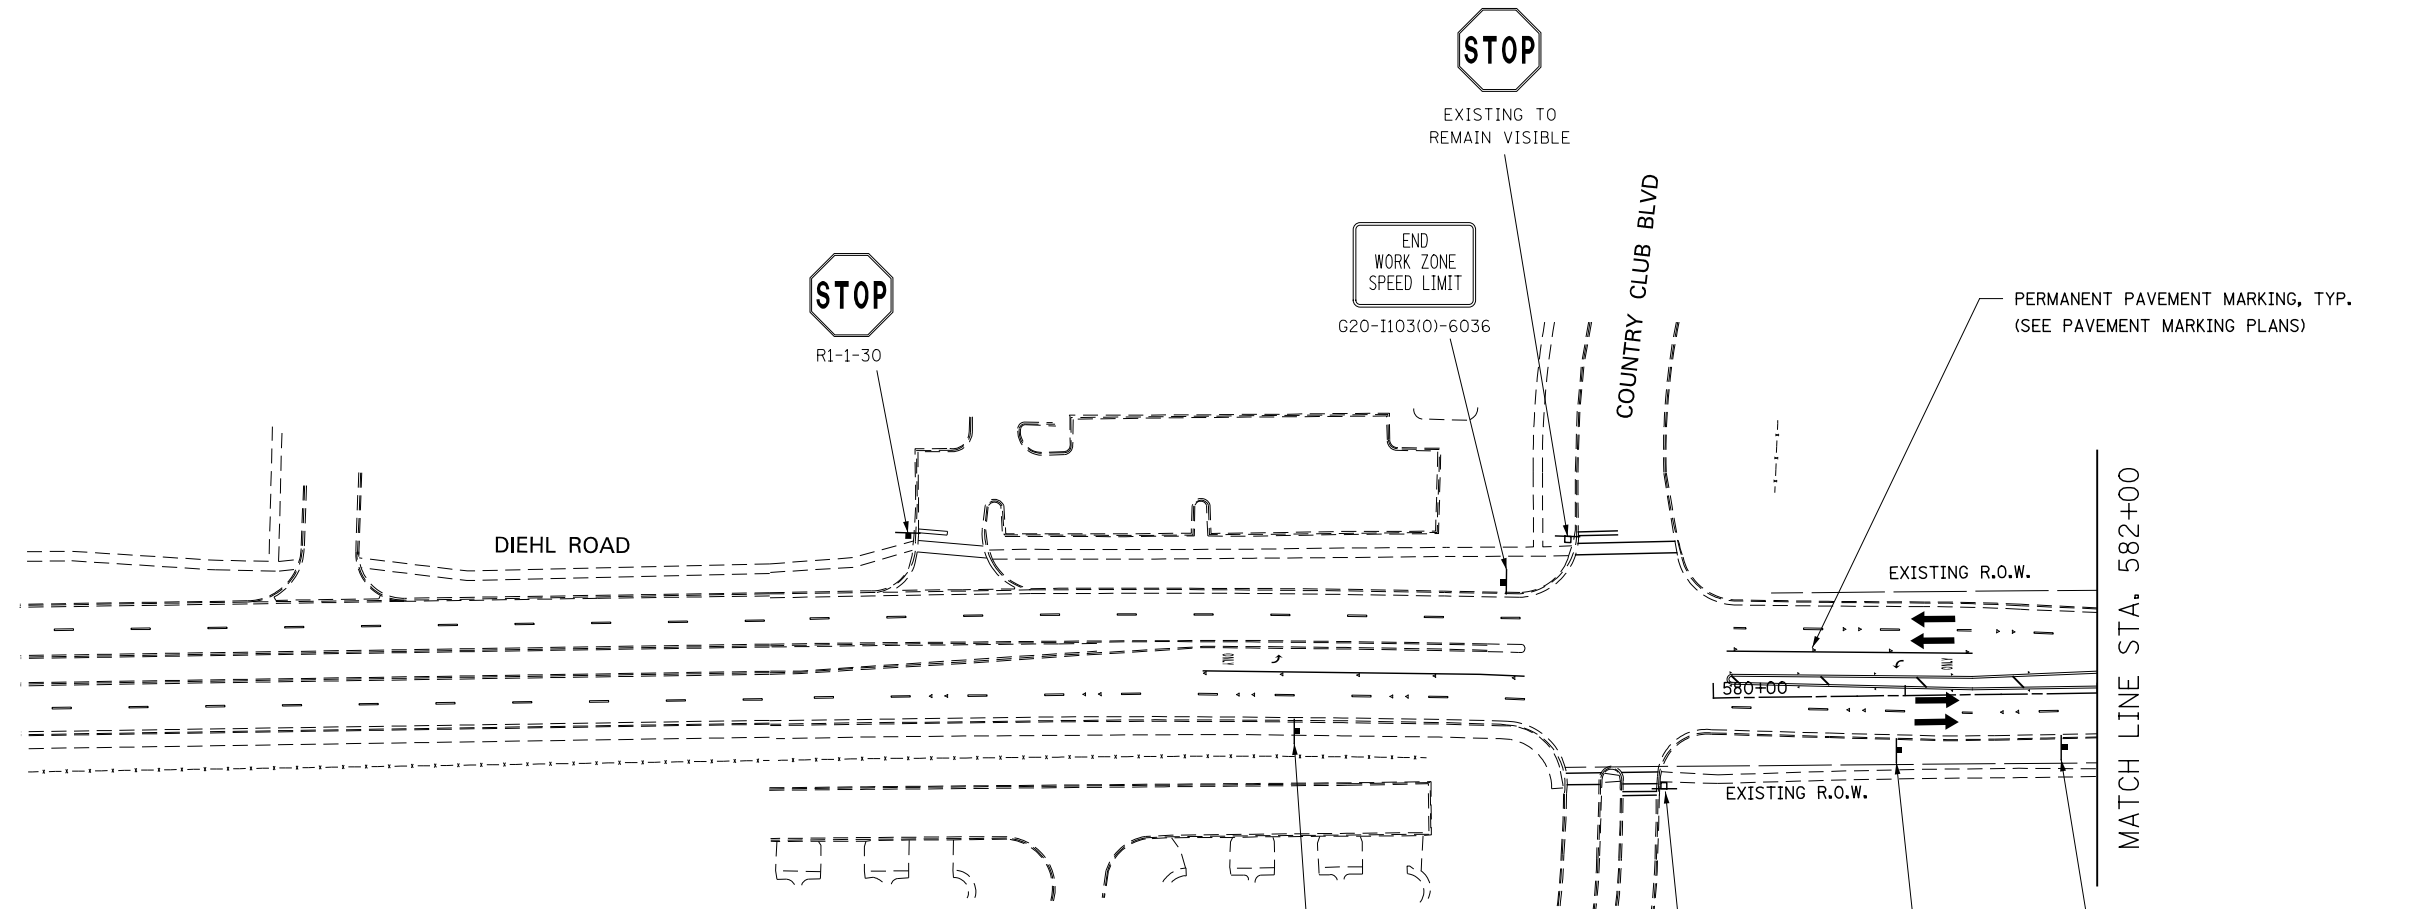 STOP
EXISTING TO
REMAIN VISIBLE
COUNTRY CLUB BLVD
END
WORK ZONE
SPEED LIMIT
G20-I103(O)-6036
STOP
R1-1-30
PERMANENT PAVEMENT MARKING, TYP.
(SEE PAVEMENT MARKING PLANS)
DIEHL ROAD
EXISTING R.O.W.
MATCH LINE STA. 582+00
ONLY
ONLY
580+00
EXISTING R.O.W.